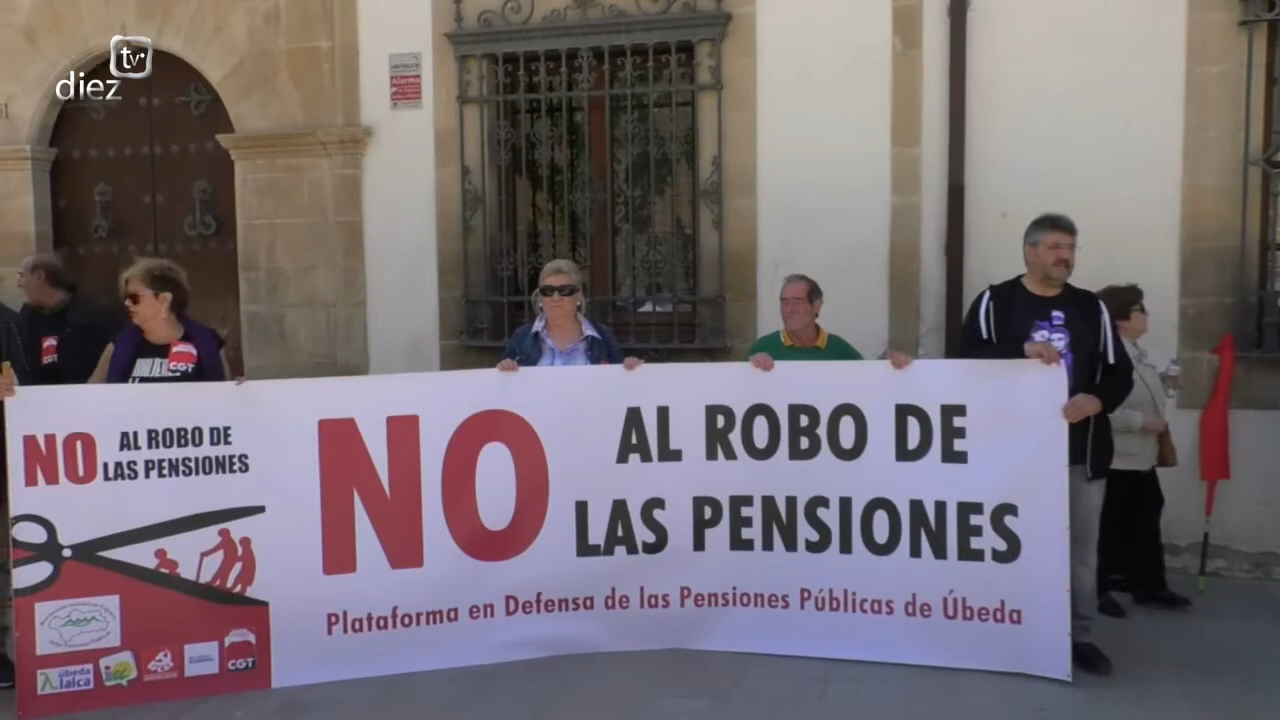 diez tv
Alarma
CGT
CGT
NO AL ROBO DE
LAS PENSIONES
NO AL ROBO DE
LAS PENSIONES
Plataforma en Defensa de las Pensiones Públicas de Úbeda
úbeda
laica
CGT